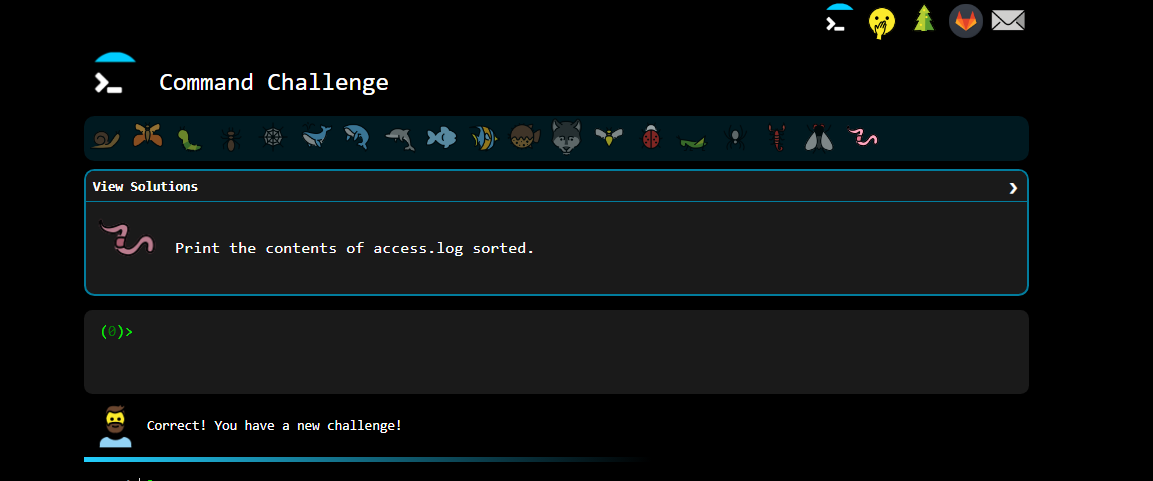 Command Challenge
View Solutions
Print the contents of access.log sorted.
(0)>
Correct! You have a new challenge!